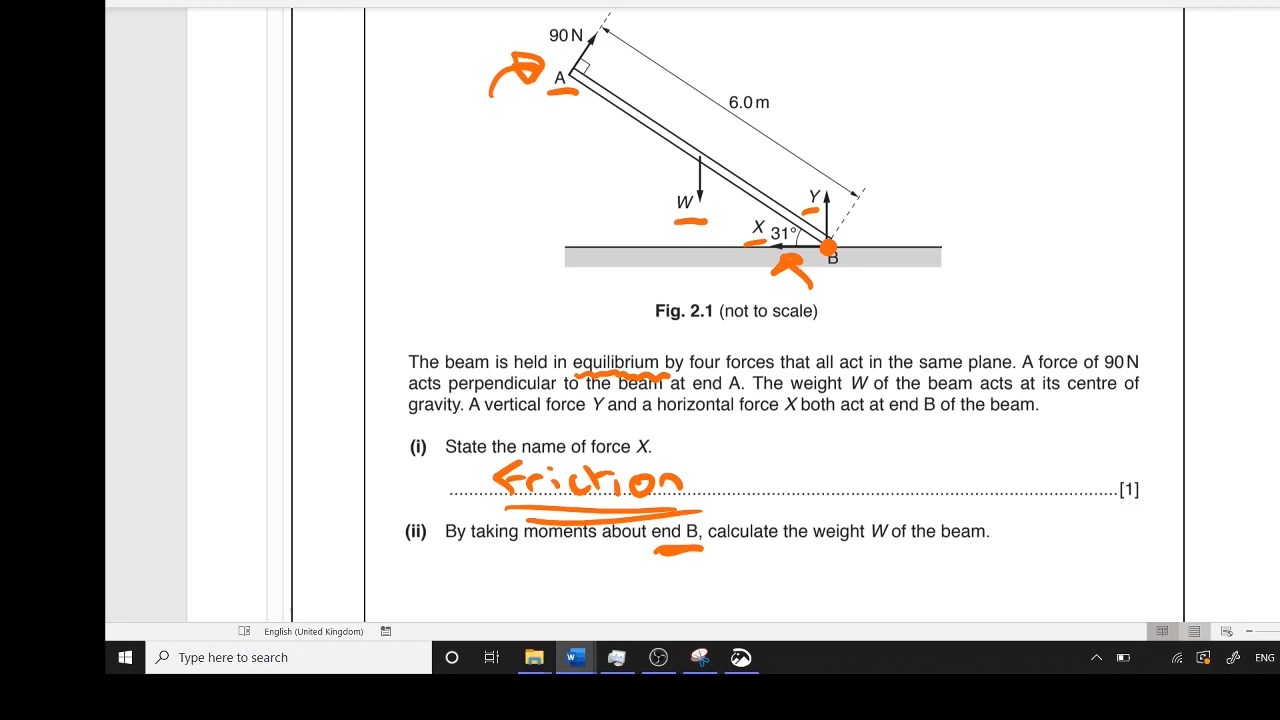 90 N
A
6.0 m
W
Y
X 31°
B
Fig. 2.1 (not to scale)
The beam is held in equilibrium by four forces that all act in the same plane. A force of 90 N
acts perpendicular to the beam at end A. The weight W of the beam acts at its centre of
gravity. A vertical force Y and a horizontal force X both act at end B of the beam.
(i) State the name of force X.
Friction
[1]
(ii) By taking moments about end B, calculate the weight W of the beam.
English (United Kingdom)
Type here to search
ENG